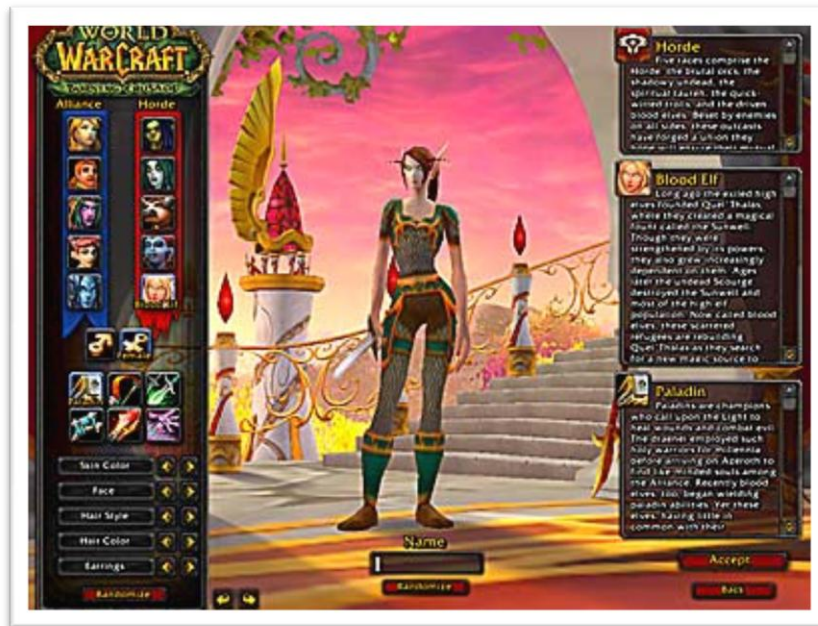 WORLD
WARCRAFT
BURNING CRUSADE
Alliance
Horde
Blood Elf
Female
Paladin
Skin Color
Face
Hair Style
Hair Color
Earrings
Randomize
Name
Randomize
Horde
Five races comprise the
Horde: the brutal orcs, the
shadowy undead, the
spiritual tauren, the quick-
witted trolls, and the driven
blood elves. Beset by enemies
on all sides, these outcasts
have forged a union they
hope will ensure their mutual
Blood Elf
Long ago the exiled high
elves founded Quel'Thalas,
where they created a magical
fount called the Sunwell.
Though they were
strengthened by its powers,
they also grew increasingly
dependent on them. Ages
later the undead Scourge
destroyed the Sunwell and
most of the high elf
population. Now called blood
elves, these scattered
refugees are rebuilding
Quel'Thalas as they search
for a new magic source to
Paladin
Paladins are champions
who call upon the Light to
heal wounds and combat evil.
The draenei employed such
holy warriors for millennia
before arriving on Azeroth to
find like-minded souls among
the Alliance. Recently blood
elves, too, began wielding
paladin abilities. Yet these
elves, having little in
common with their
Accept
Back